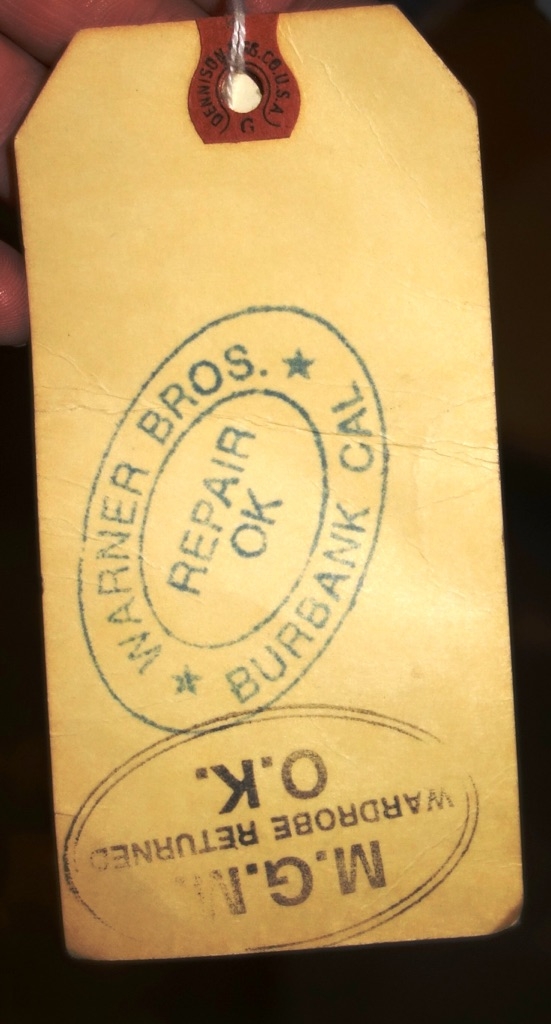 DENNISON MFG.CO.U.S.A
G
WARNER BROS.
REPAIR
OK
BURBANK CAL
M.G.M.
WARDROBE RETURNED
O.K.